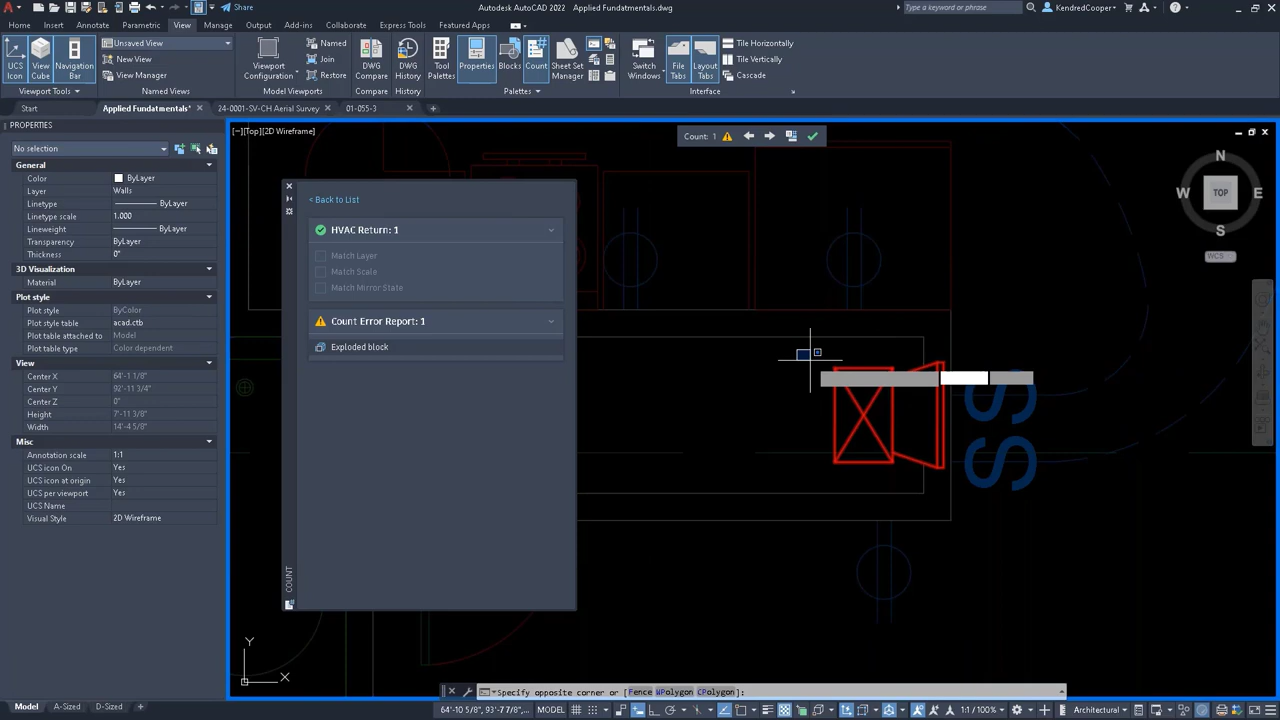 Share
Autodesk AutoCAD 2022 Applied Fundatmentals.dwg
Type a keyword or phrase
KendredCooper
Home Insert Annotate Parametric View Manage Output Add-ins Collaborate Express Tools Featured Apps
UCS Icon
View Cube
Navigation Bar
Viewport Tools
Unsaved View
New View
View Manager
Named Views
Viewport Configuration
Named
Join
Restore
Model Viewports
DWG Compare
Compare
DWG History
History
Tool Palettes
Properties
Blocks
Count
Sheet Set Manager
Palettes
Switch Windows
File Tabs
Layout Tabs
Tile Horizontally
Tile Vertically
Cascade
Interface
Start
Applied Fundatmentals*
24-0001-SV-CH Aerial Survey
01-055-3
PROPERTIES
No selection
General
Color ByLayer
Layer Walls
Linetype ByLayer
Linetype scale 1.000
Lineweight ByLayer
Transparency ByLayer
Thickness 0"
3D Visualization
Material ByLayer
Plot style
Plot style ByColor
Plot style table acad.ctb
Plot table attached to Model
Plot table type Color dependent
View
Center X 64'-1 1/8"
Center Y 92'-11 3/4"
Center Z 0"
Height 7'-11 3/8"
Width 14'-4 5/8"
Misc
Annotation scale 1:1
UCS icon On Yes
UCS icon at origin Yes
UCS per viewport Yes
UCS Name
Visual Style 2D Wireframe
[−][Top][2D Wireframe]
Count: 1
< Back to List
HVAC Return: 1
Match Layer
Match Scale
Match Mirror State
Count Error Report: 1
Exploded block
COUNT
N
W TOP E
S
WCS
SS
Y
X
Specify opposite corner or [Fence WPolygon CPolygon]:
Model A-Sized D-Sized
MODEL
1:1 / 100%
Architectural